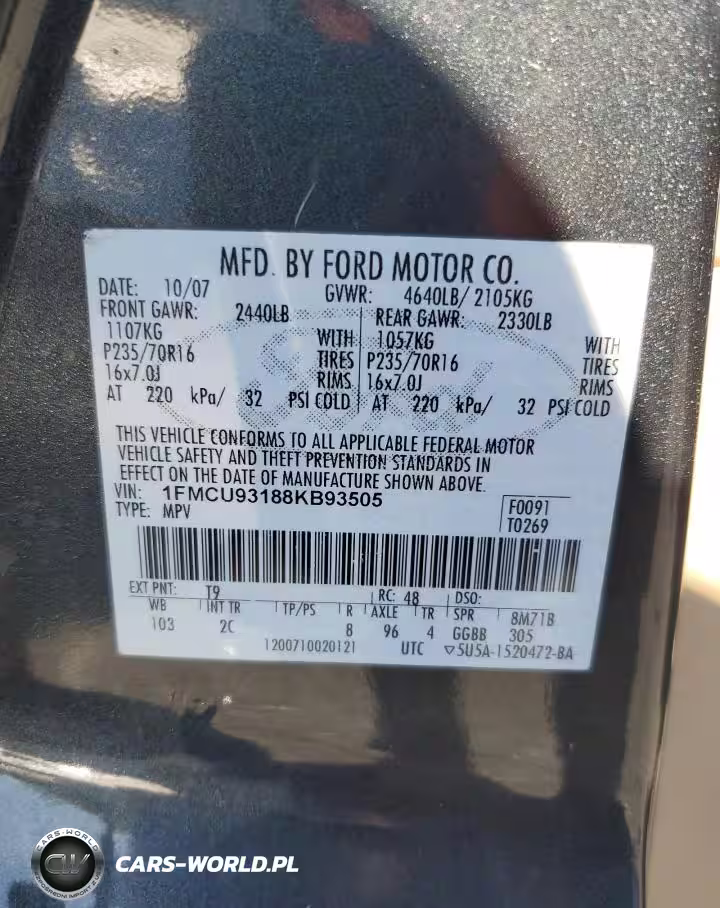 MFD. BY FORD MOTOR CO.
DATE: 10/07 GVWR: 4640LB/ 2105KG
FRONT GAWR: 2440LB REAR GAWR: 2330LB
1107KG WITH 1057KG WITH
P235/70R16 TIRES P235/70R16 TIRES
16x7.0J RIMS 16x7.0J RIMS
AT 220 kPa/ 32 PSI COLD AT 220 kPa/ 32 PSI COLD
THIS VEHICLE CONFORMS TO ALL APPLICABLE FEDERAL MOTOR
VEHICLE SAFETY AND THEFT PREVENTION STANDARDS IN
EFFECT ON THE DATE OF MANUFACTURE SHOWN ABOVE.
VIN: 1FMCU93188KB93505 F0091
TYPE: MPV T0269
EXT PNT: T9 RC: 48 DSO:
WB INT TR TP/PS R AXLE TR SPR 8M71B
103 2C 8 96 4 GGBB 305
1200710020121 UTC ▽5U5A-1520472-BA
CARS-WORLD.PL